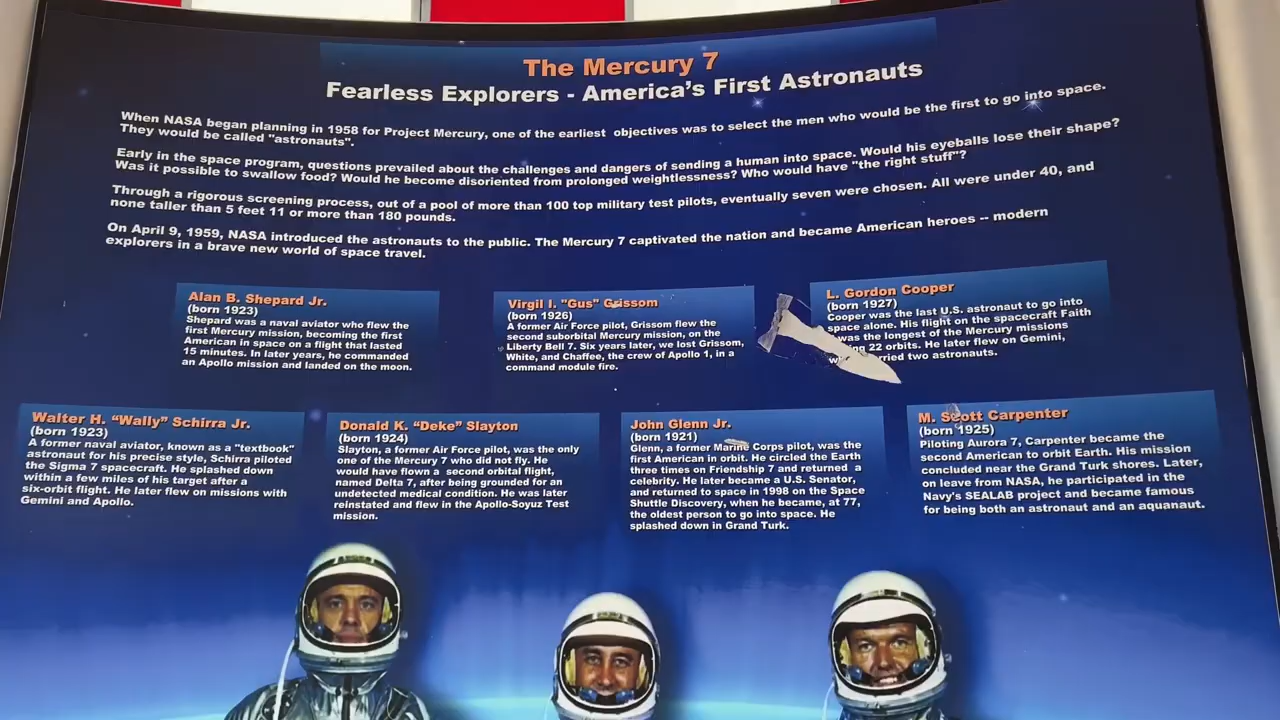 The Mercury 7
Fearless Explorers - America's First Astronauts
When NASA began planning in 1958 for Project Mercury, one of the earliest objectives was to select the men who would be the first to go into space.
They would be called "astronauts".
Early in the space program, questions prevailed about the challenges and dangers of sending a human into space. Would his eyeballs lose their shape?
Was it possible to swallow food? Would he become disoriented from prolonged weightlessness? Who would have "the right stuff"?
Through a rigorous screening process, out of a pool of more than 100 top military test pilots, eventually seven were chosen. All were under 40, and
none taller than 5 feet 11 or more than 180 pounds.
On April 9, 1959, NASA introduced the astronauts to the public. The Mercury 7 captivated the nation and became American heroes -- modern
explorers in a brave new world of space travel.
Alan B. Shepard Jr.
(born 1923)
Shepard was a naval aviator who flew the
first Mercury mission, becoming the first
American in space on a flight that lasted
15 minutes. In later years, he commanded
an Apollo mission and landed on the moon.
Virgil I. "Gus" Grissom
(born 1926)
A former Air Force pilot, Grissom flew the
second suborbital Mercury mission, on the
Liberty Bell 7. Six years later, we lost Grissom,
White, and Chaffee, the crew of Apollo 1, in a
command module fire.
L. Gordon Cooper
(born 1927)
Cooper was the last U.S. astronaut to go into
space alone. His flight on the spacecraft Faith
was the longest of the Mercury missions
22 orbits. He later flew on Gemini,
two astronauts.
Walter H. "Wally" Schirra Jr.
(born 1923)
A former naval aviator, known as a "textbook"
astronaut for his precise style, Schirra piloted
the Sigma 7 spacecraft. He splashed down
within a few miles of his target after a
six-orbit flight. He later flew on missions with
Gemini and Apollo.
Donald K. "Deke" Slayton
(born 1924)
Slayton, a former Air Force pilot, was the only
one of the Mercury 7 who did not fly. He
would have flown a second orbital flight,
named Delta 7, after being grounded for an
undetected medical condition. He was later
reinstated and flew in the Apollo-Soyuz Test
mission.
John Glenn Jr.
(born 1921)
Glenn, a former Marine Corps pilot, was the
first American in orbit. He circled the Earth
three times on Friendship 7 and returned a
celebrity. He later became a U.S. Senator,
and returned to space in 1998 on the Space
Shuttle Discovery, when he became, at 77,
the oldest person to go into space. He
splashed down in Grand Turk.
M. Scott Carpenter
(born 1925)
Piloting Aurora 7, Carpenter became the
second American to orbit Earth. His mission
concluded near the Grand Turk shores. Later,
on leave from NASA, he participated in the
Navy's SEALAB project and became famous
for being both an astronaut and an aquanaut.